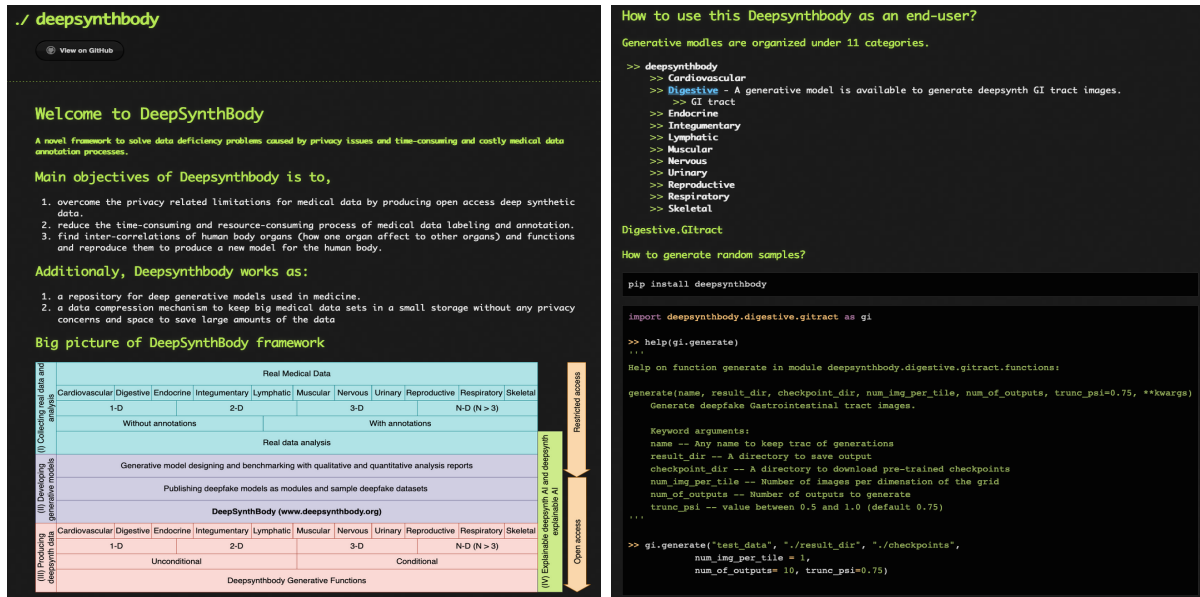 ./ deepsynthbody
View on GitHub
Welcome to DeepSynthBody
A novel framework to solve data deficiency problems caused by privacy issues and time-consuming and costly medical data
annotation processes.
Main objectives of Deepsynthbody is to,
1. overcome the privacy related limitations for medical data by producing open access deep synthetic
data.
2. reduce the time-consuming and resource-consuming process of medical data labeling and annotation.
3. find inter-correlations of human body organs (how one organ affect to other organs) and functions
and reproduce them to produce a new model for the human body.
Additionaly, Deepsynthbody works as:
1. a repository for deep generative models used in medicine.
2. a data compression mechanism to keep big medical data sets in a small storage without any privacy
concerns and space to save large amounts of the data
Big picture of DeepSynthBody framework
(I) Collecting real data and
analysis
Real Medical Data
Cardiovascular Digestive Endocrine Integumentary Lymphatic Muscular Nervous Urinary Reproductive Respiratory Skeletal
1-D 2-D 3-D N-D (N > 3)
Without annotations With annotations
Real data analysis
(II) Developing
generative models
Generative model designing and benchmarking with qualitative and quantitative analysis reports
Publishing deepfake models as modules and sample deepfake datasets
DeepSynthBody (www.deepsynthbody.org)
(III) Producing
deepsynth data
Cardiovascular Digestive Endocrine Integumentary Lymphatic Muscular Nervous Urinary Reproductive Respiratory Skeletal
1-D 2-D 3-D N-D (N > 3)
Unconditional Conditional
Deepsynthbody Generative Functions
(IV) Explainable deepsynth AI and deepsynth
explainable AI
Restricted access
Open access
How to use this Deepsynthbody as an end-user?
Generative modles are organized under 11 categories.
>> deepsynthbody
>> Cardiovascular
>> Digestive - A generative model is available to generate deepsynth GI tract images.
>> GI tract
>> Endocrine
>> Integumentary
>> Lymphatic
>> Muscular
>> Nervous
>> Urinary
>> Reproductive
>> Respiratory
>> Skeletal
Digestive.GItract
How to generate random samples?
pip install deepsynthbody
import deepsynthbody.digestive.gitract as gi
>> help(gi.generate)
'''
Help on function generate in module deepsynthbody.digestive.gitract.functions:
generate(name, result_dir, checkpoint_dir, num_img_per_tile, num_of_outputs, trunc_psi=0.75, **kwargs)
Generate deepfake Gastrointestinal tract images.
Keyword arguments:
name -- Any name to keep trac of generations
result_dir -- A directory to save output
checkpoint_dir -- A directory to download pre-trained checkpoints
num_img_per_tile -- Number of images per dimenstion of the grid
num_of_outputs -- Number of outputs to generate
trunc_psi -- value between 0.5 and 1.0 (default 0.75)
'''
>> gi.generate("test_data", "./result_dir", "./checkpoints",
num_img_per_tile = 1,
num_of_outputs= 10, trunc_psi=0.75)